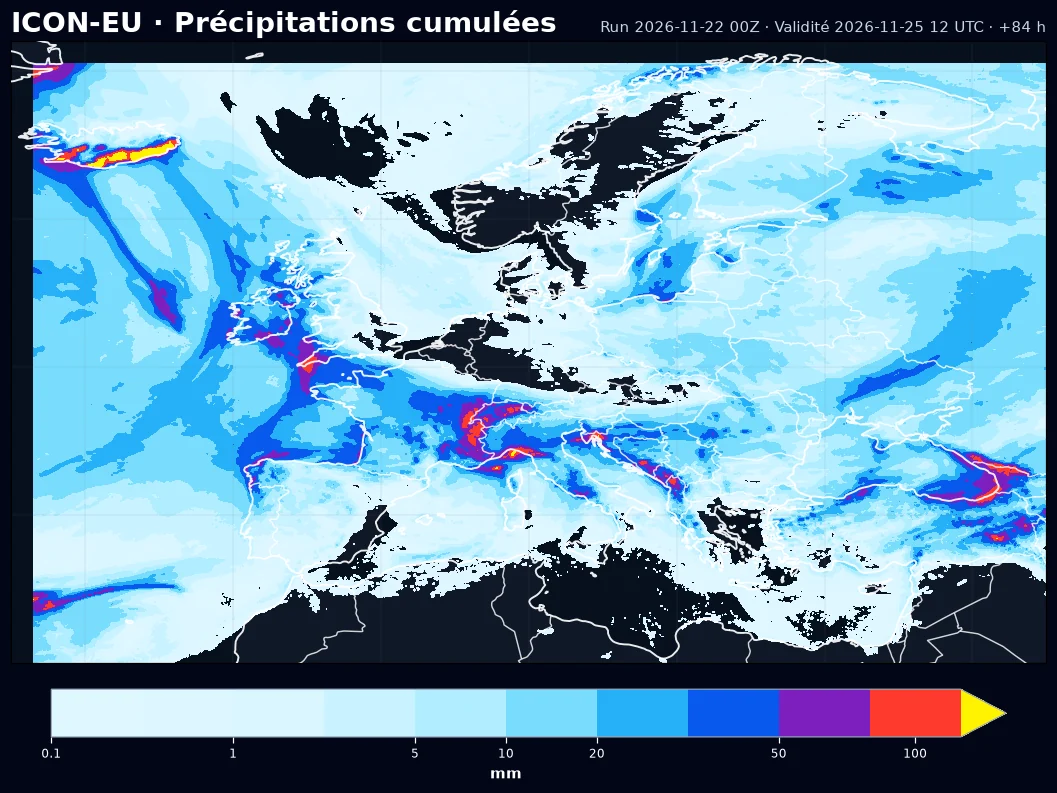 ICON-EU · Précipitations cumulées
Run 2026-11-22 00Z · Validité 2026-11-25 12 UTC · +84 h
0.1 1 5 10 20 50 100
mm